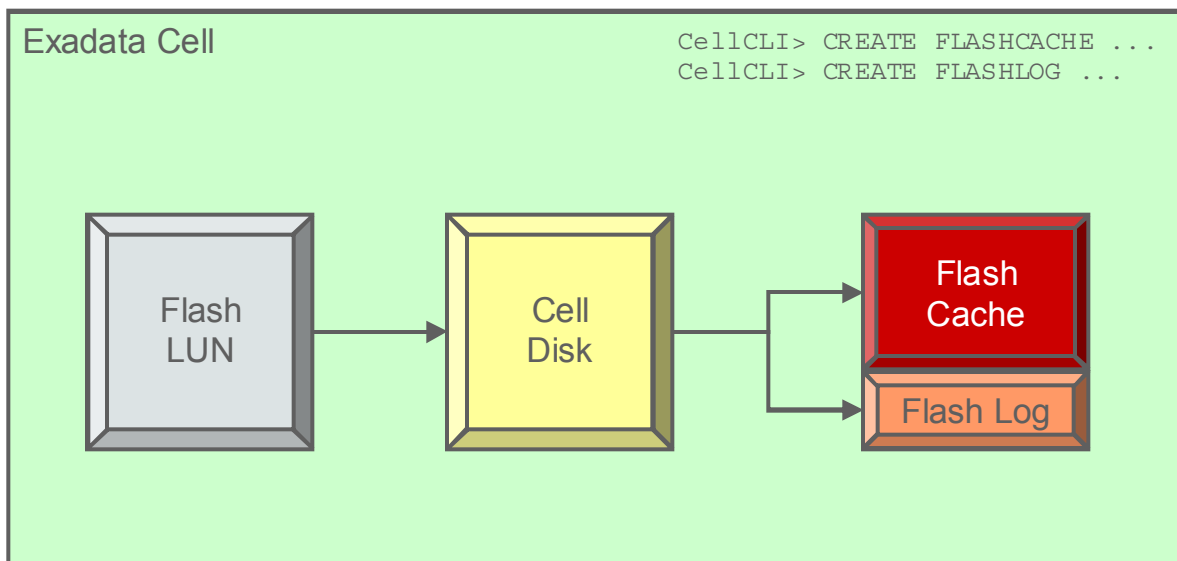 Exadata Cell
CellCLI> CREATE FLASHCACHE ...
CellCLI> CREATE FLASHLOG ...
Flash
LUN
Cell
Disk
Flash
Cache
Flash Log